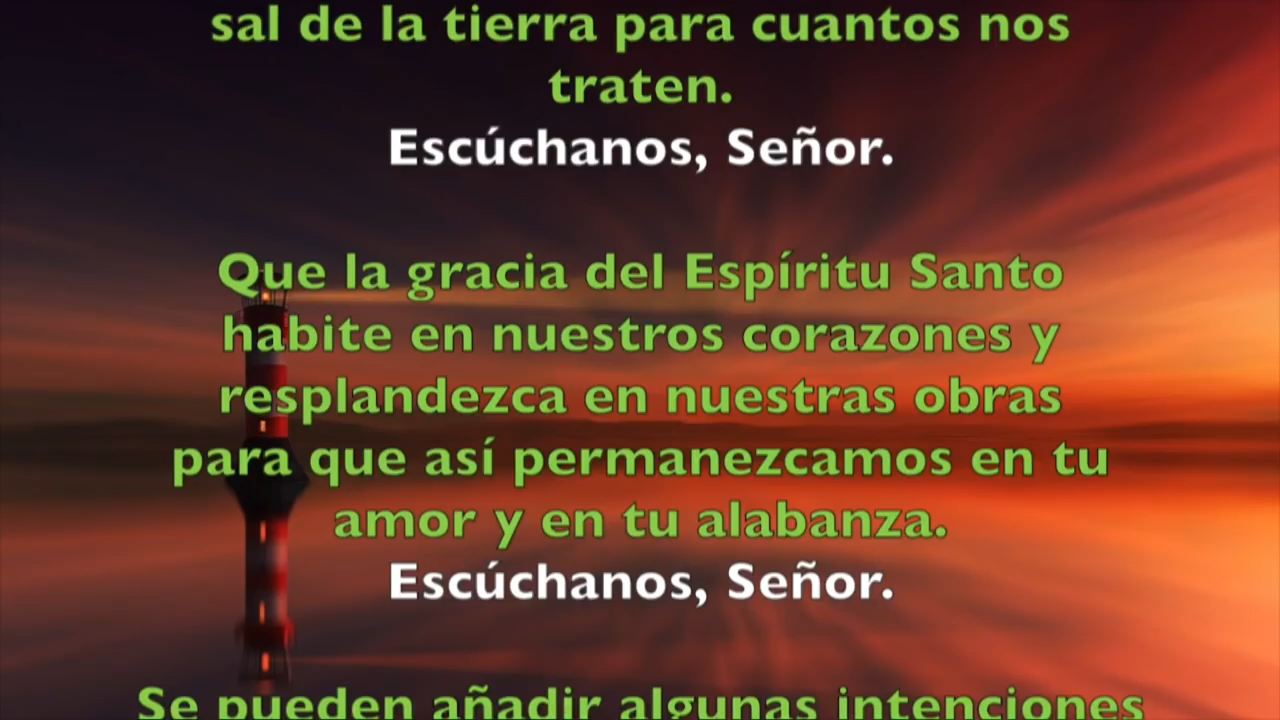 sal de la tierra para cuantos nos
traten.
Escúchanos, Señor.
Que la gracia del Espíritu Santo
habite en nuestros corazones y
resplandezca en nuestras obras
para que así permanezcamos en tu
amor y en tu alabanza.
Escúchanos, Señor.
Se pueden añadir algunas intenciones